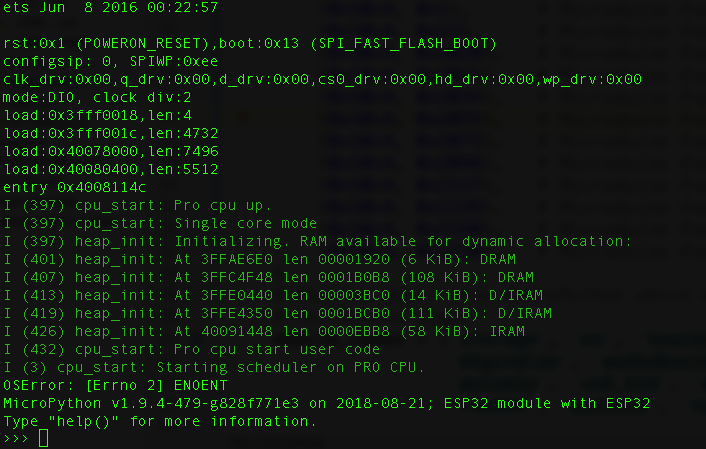 ets Jun  8 2016 00:22:57
rst:0x1 (POWERON_RESET),boot:0x13 (SPI_FAST_FLASH_BOOT)
configsip: 0, SPIWP:0xee
clk_drv:0x00,q_drv:0x00,d_drv:0x00,cs0_drv:0x00,hd_drv:0x00,wp_drv:0x00
mode:DIO, clock div:2
load:0x3fff0018,len:4
load:0x3fff001c,len:4732
load:0x40078000,len:7496
load:0x40080400,len:5512
entry 0x4008114c
I (397) cpu_start: Pro cpu up.
I (397) cpu_start: Single core mode
I (397) heap_init: Initializing. RAM available for dynamic allocation:
I (401) heap_init: At 3FFAE6E0 len 00001920 (6 KiB): DRAM
I (407) heap_init: At 3FFC4F48 len 0001B0B8 (108 KiB): DRAM
I (413) heap_init: At 3FFE0440 len 00003BC0 (14 KiB): D/IRAM
I (419) heap_init: At 3FFE4350 len 0001BCB0 (111 KiB): D/IRAM
I (426) heap_init: At 40091448 len 0000EBB8 (58 KiB): IRAM
I (432) cpu_start: Pro cpu start user code
I (3) cpu_start: Starting scheduler on PRO CPU.
OSError: [Errno 2] ENOENT
MicroPython v1.9.4-479-g828f771e3 on 2018-08-21; ESP32 module with ESP32
Type "help()" for more information.
>>>